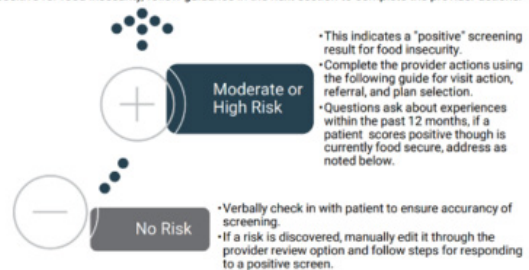 Moderate or
High Risk
•This indicates a "positive" screening
result for food insecurity.
•Complete the provider actions using
the following guide for visit action,
referral, and plan selection.
•Questions ask about experiences
within the past 12 months, if a
patient scores positive though is
currently food secure, address as
noted below.
No Risk
•Verbally check in with patient to ensure accurancy of
screening.
•If a risk is discovered, manually edit it through the
provider review option and follow steps for responding
to a positive screen.